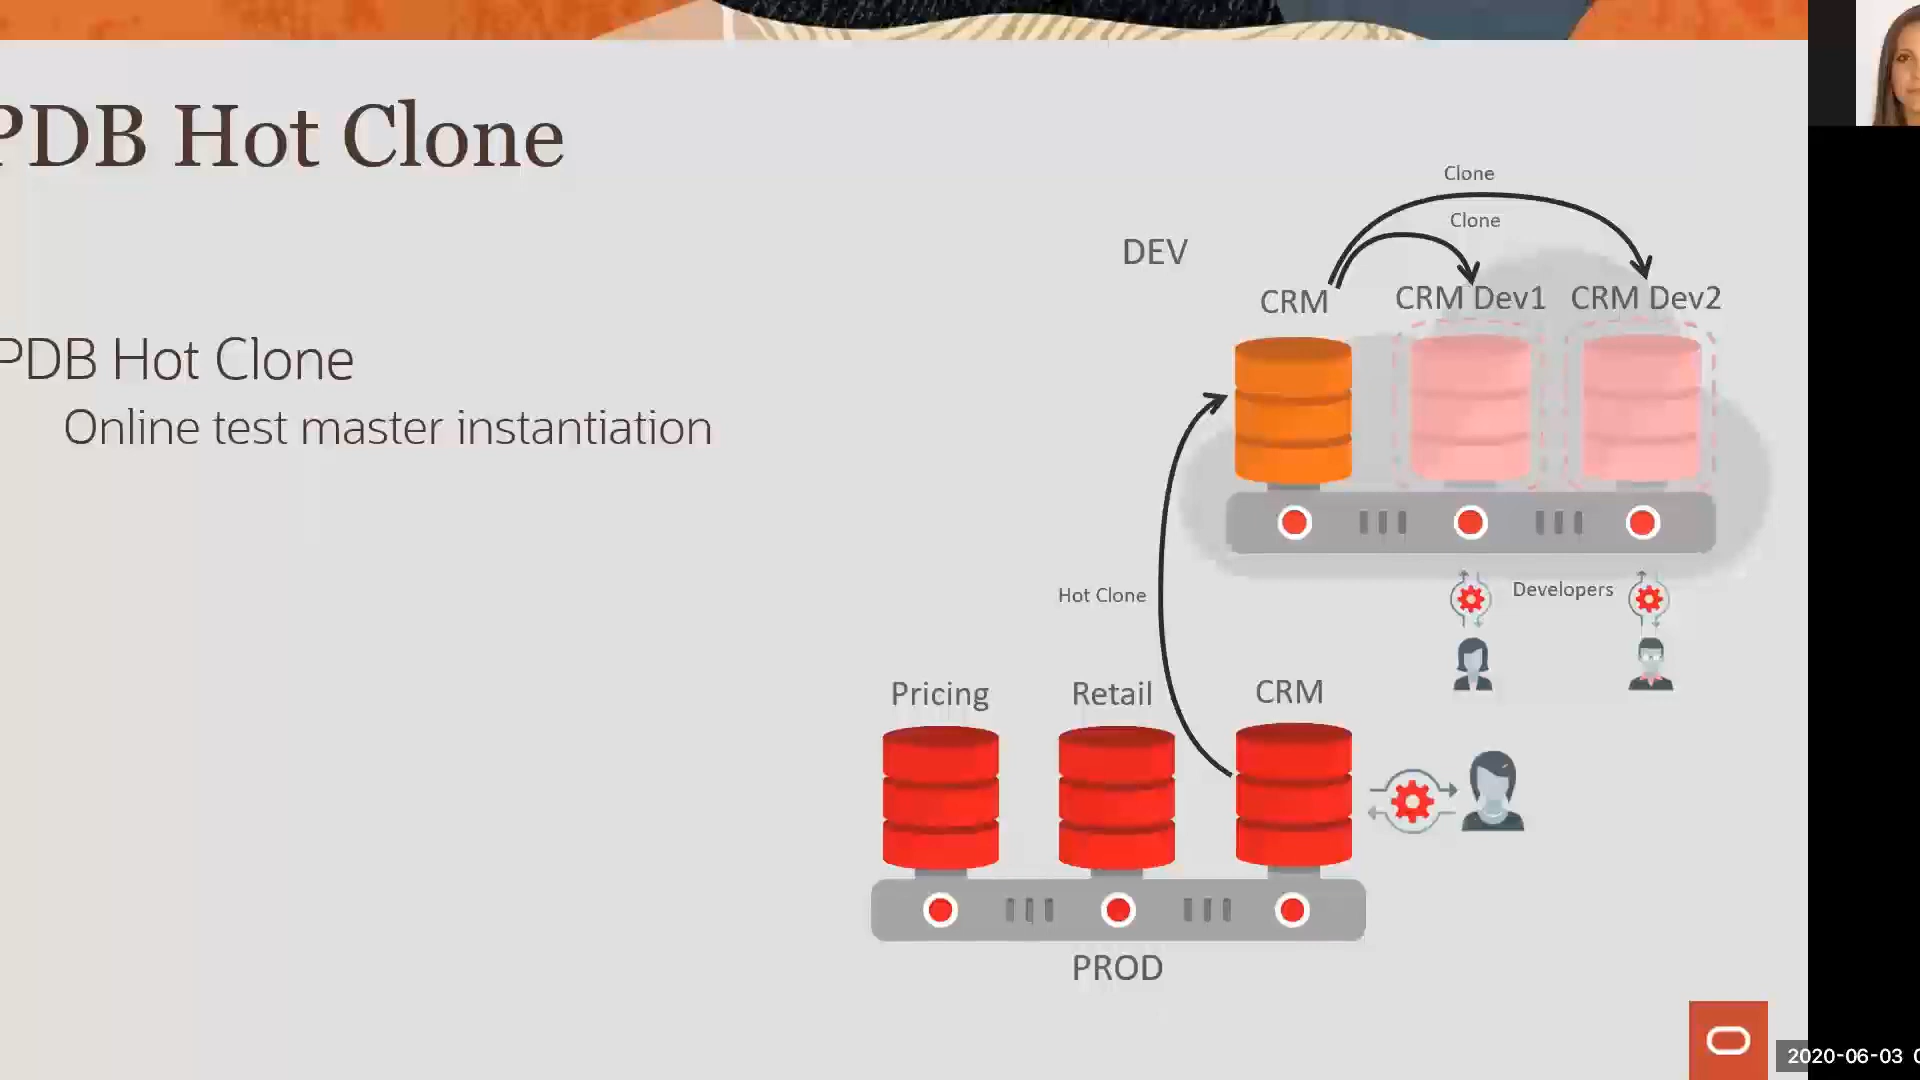 PDB Hot Clone
PDB Hot Clone
Online test master instantiation
Clone
Clone
DEV
CRM
CRM Dev1
CRM Dev2
Hot Clone
Developers
Pricing
Retail
CRM
PROD
2020-06-03